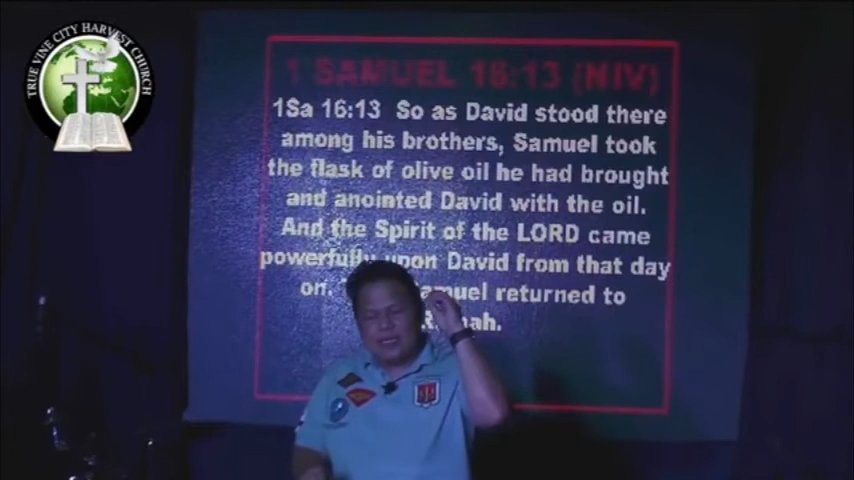 TRUE VINE CITY HARVEST CHURCH
1 SAMUEL 16:13 (NIV)
1Sa 16:13 So as David stood there
among his brothers, Samuel took
the flask of olive oil he had brought
and anointed David with the oil.
And the Spirit of the LORD came
powerfully upon David from that day
on. Samuel returned to